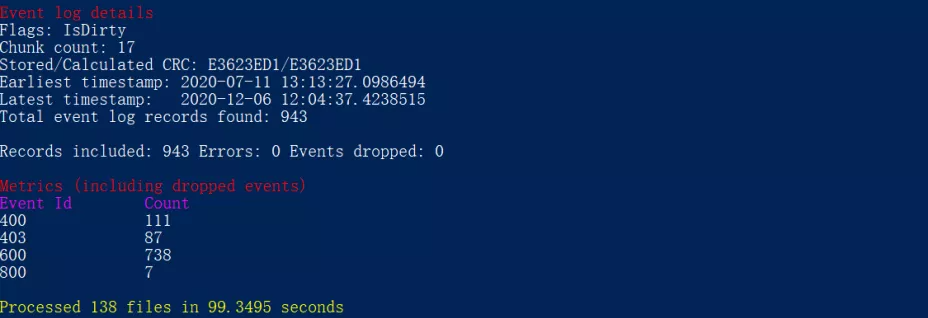 Event log details
Flags: IsDirty
Chunk count: 17
Stored/Calculated CRC: E3623ED1/E3623ED1
Earliest timestamp: 2020-07-11 13:13:27.0986494
Latest timestamp:   2020-12-06 12:04:37.4238515
Total event log records found: 943
Records included: 943 Errors: 0 Events dropped: 0
Metrics (including dropped events)
Event Id        Count
400             111
403             87
600             738
800             7
Processed 138 files in 99.3495 seconds